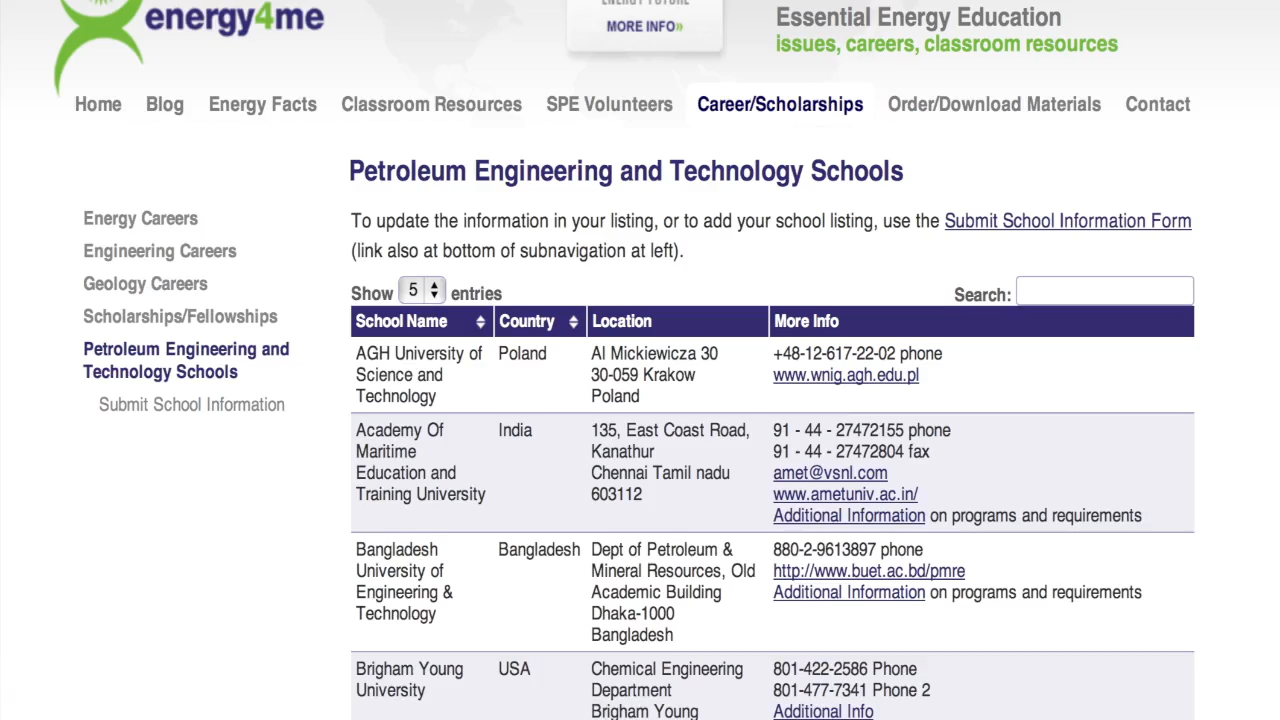 energy4me
ENERGY FUTURE
MORE INFO»
Essential Energy Education
issues, careers, classroom resources
Home Blog Energy Facts Classroom Resources SPE Volunteers Career/Scholarships Order/Download Materials Contact
Petroleum Engineering and Technology Schools
Energy Careers
Engineering Careers
Geology Careers
Scholarships/Fellowships
Petroleum Engineering and
Technology Schools
Submit School Information
To update the information in your listing, or to add your school listing, use the Submit School Information Form
(link also at bottom of subnavigation at left).
Show 5 entries
Search:
School Name Country Location More Info
AGH University of Poland Al Mickiewicza 30 +48-12-617-22-02 phone
Science and 30-059 Krakow www.wnig.agh.edu.pl
Technology Poland
Academy Of India 135, East Coast Road, 91 - 44 - 27472155 phone
Maritime Kanathur 91 - 44 - 27472804 fax
Education and Chennai Tamil nadu amet@vsnl.com
Training University 603112 www.ametuniv.ac.in/
Additional Information on programs and requirements
Bangladesh Bangladesh Dept of Petroleum & 880-2-9613897 phone
University of Mineral Resources, Old http://www.buet.ac.bd/pmre
Engineering & Academic Building Additional Information on programs and requirements
Technology Dhaka-1000
Bangladesh
Brigham Young USA Chemical Engineering 801-422-2586 Phone
University Department 801-477-7341 Phone 2
Brigham Young Additional Info